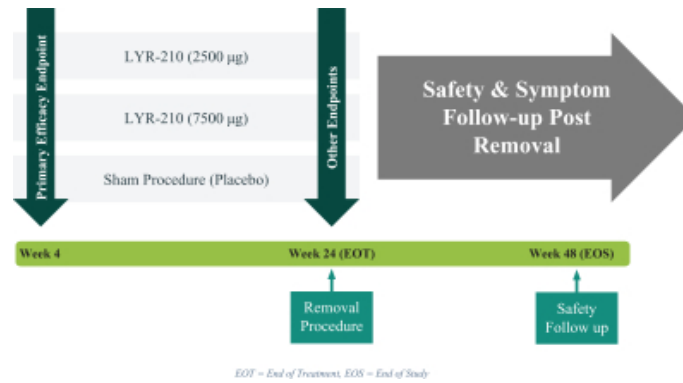 Primary Efficacy Endpoint
LYR-210 (2500 µg)
LYR-210 (7500 µg)
Sham Procedure (Placebo)
Other Endpoints
Safety & Symptom
Follow-up Post
Removal
Week 4
Week 24 (EOT)
Week 48 (EOS)
Removal
Procedure
Safety
Follow up
EOT = End of Treatment, EOS = End of Study